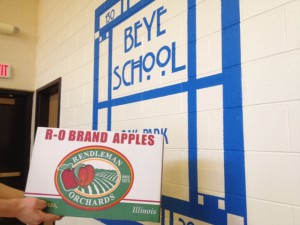 EXIT
BEYE
SCHOOL
OAK PARK
R-O BRAND APPLES
RENDLEMAN
ORCHARDS
Illinois